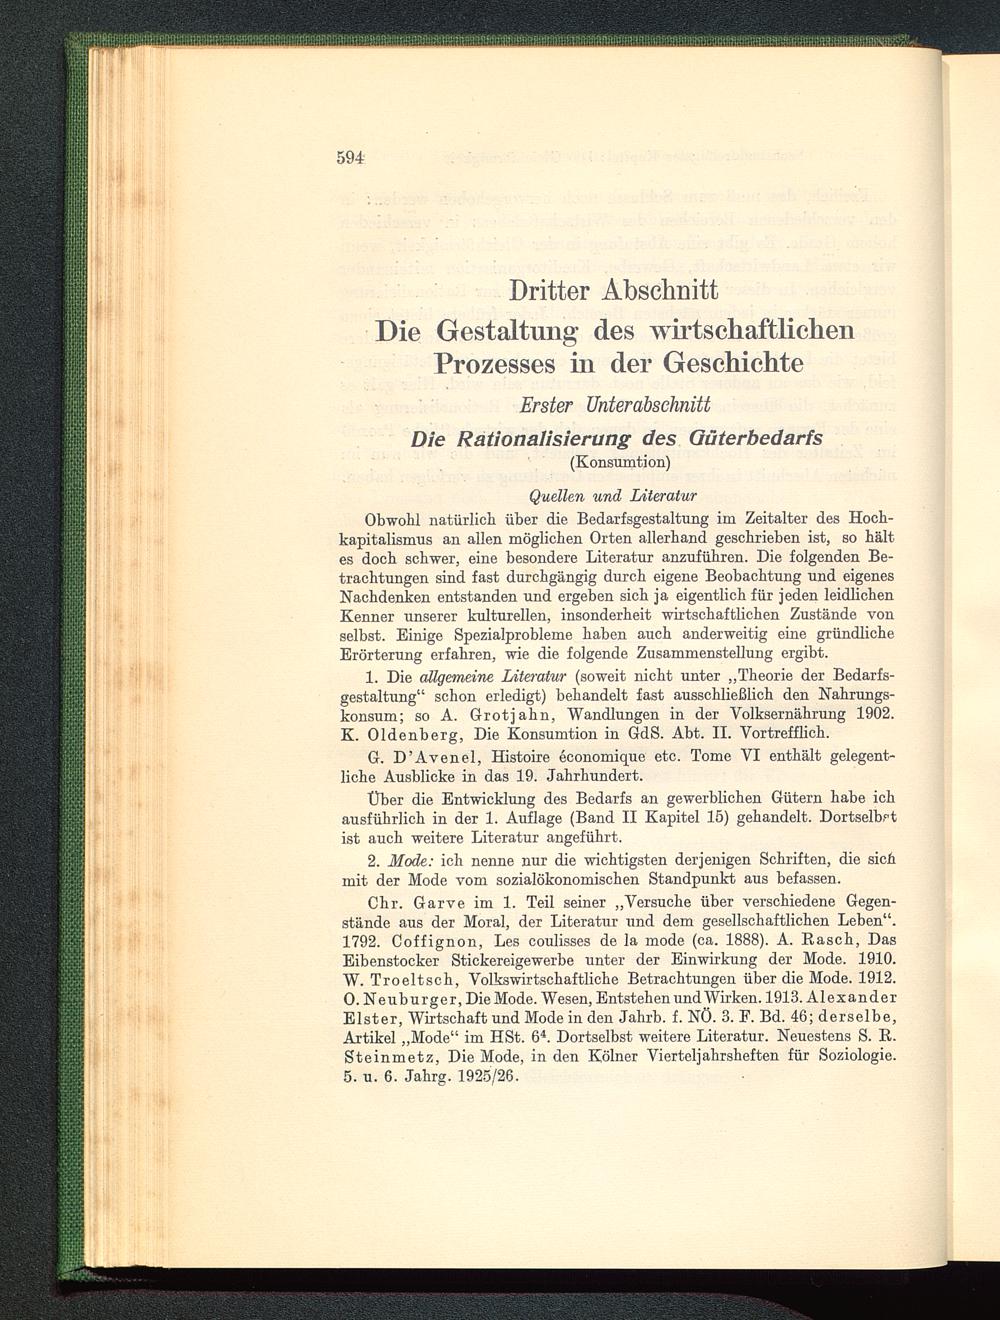 594
Dritter Abschnitt
Die Gestaltung des wirtschaftlichen
Prozesses in der Geschichte
Erster Unterabschnitt
Die Rationalisierung des Güterbedarfs
(Konsumtion)
Quellen und Literatur
Obwohl natürlich über die Bedarfsgestaltung im Zeitalter des Hoch-
kapitalismus an allen möglichen Orten allerhand geschrieben ist, so hält
es doch schwer, eine besondere Literatur anzuführen. Die folgenden Be-
trachtungen sind fast durchgängig durch eigene Beobachtung und eigenes
Nachdenken entstanden und ergeben sich ja eigentlich für jeden leidlichen
Kenner unserer kulturellen, insonderheit wirtschaftlichen Zustände von
selbst. Einige Spezialprobleme haben auch anderweitig eine gründliche
Erörterung erfahren, wie die folgende Zusammenstellung ergibt.
1. Die allgemeine Literatur (soweit nicht unter „Theorie der Bedarfs-
gestaltung“ schon erledigt) behandelt fast ausschließlich den Nahrungs-
konsum; so A. Grotjahn, Wandlungen in der Volksernährung 1902.
K. Oldenberg, Die Konsumtion in GdS. Abt. II. Vortrefflich.
G. D'Avenel, Histoire économique etc. Tome VI enthält gelegent-
liche Ausblicke in das 19. Jahrhundert.
Über die Entwicklung des Bedarfs an gewerblichen Gütern habe ich
ausführlich in der 1. Auflage (Band II Kapitel 15) gehandelt. Dortselbst
ist auch weitere Literatur angeführt.
2. Mode: ich nenne nur die wichtigsten derjenigen Schriften, die sich
mit der Mode vom sozialökonomischen Standpunkt aus befassen.
Chr. Garve im 1. Teil seiner „Versuche über verschiedene Gegen-
stände aus der Moral, der Literatur und dem gesellschaftlichen Leben“.
1792. Coffignon, Les coulisses de la mode (ca. 1888). A. Rasch, Das
Eibenstocker Stickereigewerbe unter der Einwirkung der Mode. 1910.
W. Troeltsch, Volkswirtschaftliche Betrachtungen über die Mode. 1912.
O. Neuburger, Die Mode. Wesen, Entstehen und Wirken. 1913. Alexander
Elster, Wirtschaft und Mode in den Jahrb. f. NÖ. 3. F. Bd. 46; derselbe,
Artikel „Mode“ im HSt. 6⁴. Dortselbst weitere Literatur. Neuestens S. R.
Steinmetz, Die Mode, in den Kölner Vierteljahrsheften für Soziologie.
5. u. 6. Jahrg. 1925/26.